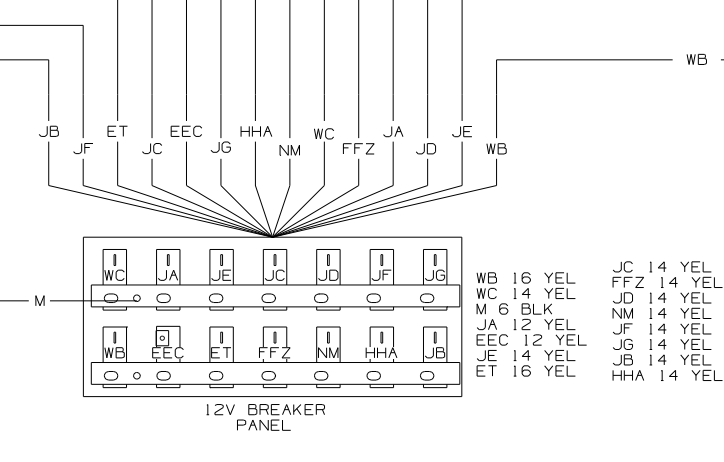 WB
JB ET EEC HHA WC JA JE
JF JC JG NM FFZ JD WB
WC JA JE JC JD JF JG
M
WB EEC ET FFZ NM HHA JB
12V BREAKER
PANEL
WB 16 YEL
WC 14 YEL
M 6 BLK
JA 12 YEL
EEC 12 YEL
JE 14 YEL
ET 16 YEL
JC 14 YEL
FFZ 14 YEL
JD 14 YEL
NM 14 YEL
JF 14 YEL
JG 14 YEL
JB 14 YEL
HHA 14 YEL